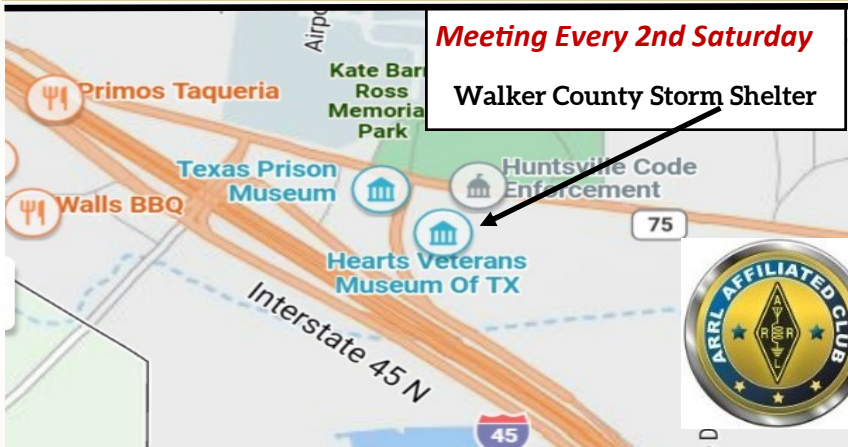 Meeting Every 2nd Saturday
Walker County Storm Shelter
Airpo
Kate Barr
Ross
Memorial
Park
Primos Taqueria
Texas Prison
Museum
Huntsville Code
Enforcement
Walls BBQ
75
Hearts Veterans
Museum Of TX
Interstate 45 N
45
ARRL AFFILIATED CLUB
A
R R
L
D